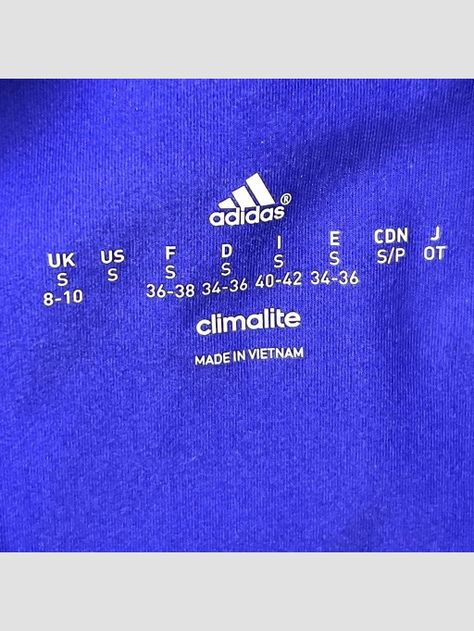 adidas®
UK US F D I E CDN J
S S S S S S S/P OT
8-10 36-38 34-36 40-42 34-36
climalite
MADE IN VIETNAM